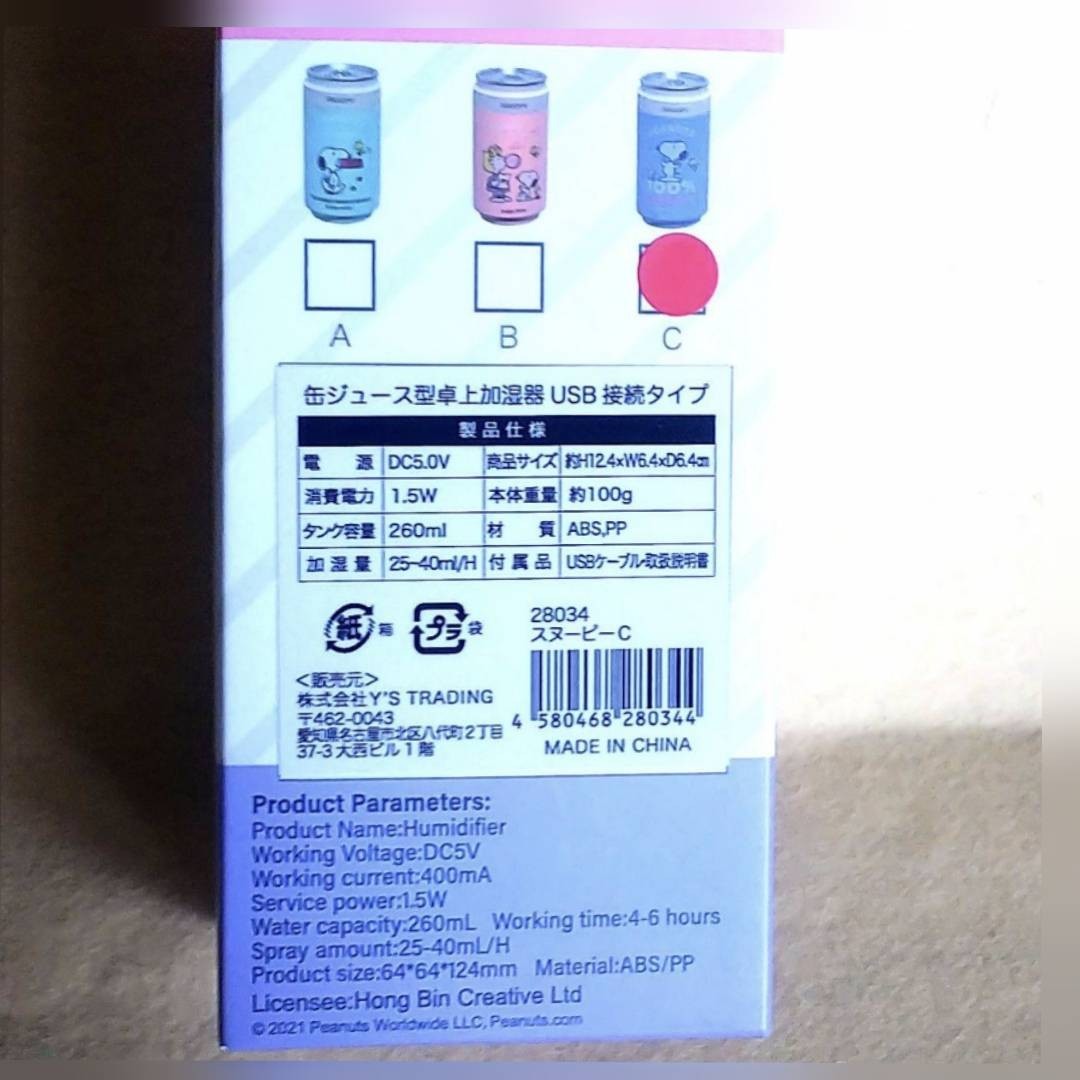 100%
A B C
缶ジュース型卓上加湿器 USB 接続タイプ
製品仕様
電源 DC5.0V 商品サイズ 約H12.4×W6.4×D6.4㎝
消費電力 1.5W 本体重量 約100g
タンク容量 260ml 材質 ABS,PP
加湿量 25~40ml/H 付属品 USBケーブル・取扱説明書
紙 箱 プラ 袋
28034
スヌーピーC
<販売元>
株式会社Y'S TRADING
〒462-0043
愛知県名古屋市北区八代町2丁目
37-3 大西ビル1階
4 580468 280344
MADE IN CHINA
Product Parameters:
Product Name:Humidifier
Working Voltage:DC5V
Working current:400mA
Service power:1.5W
Water capacity:260mL Working time:4-6 hours
Spray amount:25-40mL/H
Product size:64*64*124mm Material:ABS/PP
Licensee:Hong Bin Creative Ltd
© 2021 Peanuts Worldwide LLC, Peanuts.com